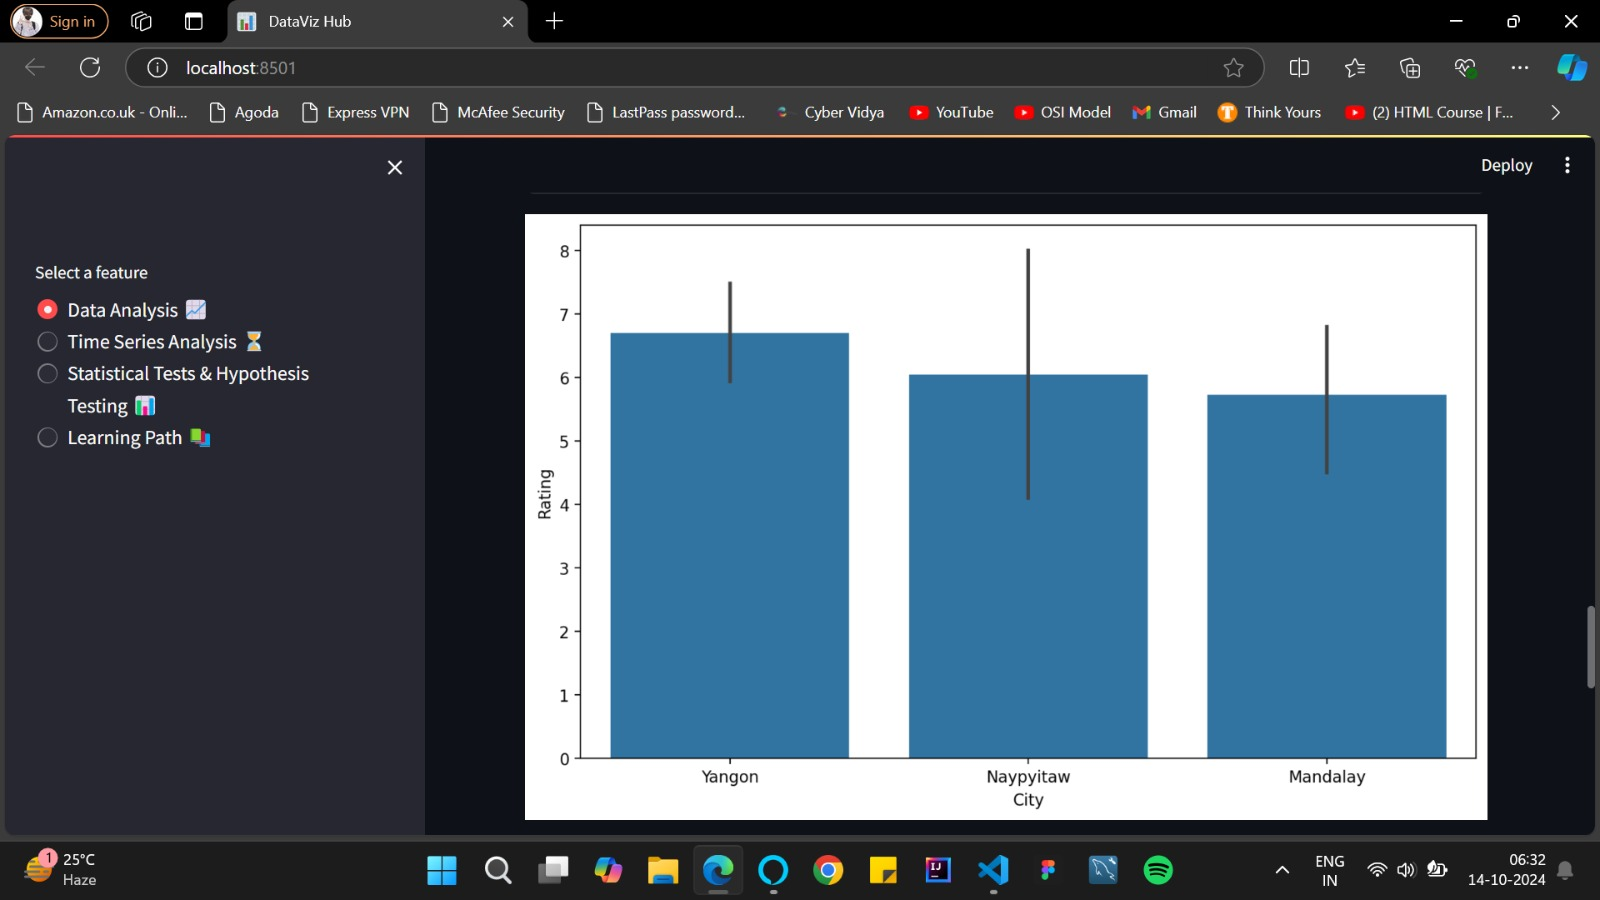 Sign in
DataViz Hub
localhost:8501
Amazon.co.uk - Onli...
Agoda
Express VPN
McAfee Security
LastPass password...
Cyber Vidya
YouTube
OSI Model
Gmail
Think Yours
(2) HTML Course | F...
Deploy
Select a feature
Data Analysis
Time Series Analysis
Statistical Tests & Hypothesis
Testing
Learning Path
8
7
6
5
4
3
2
1
0
Rating
Yangon
Naypyitaw
Mandalay
City
1
25°C
Haze
IJ
ENG
IN
06:32
14-10-2024